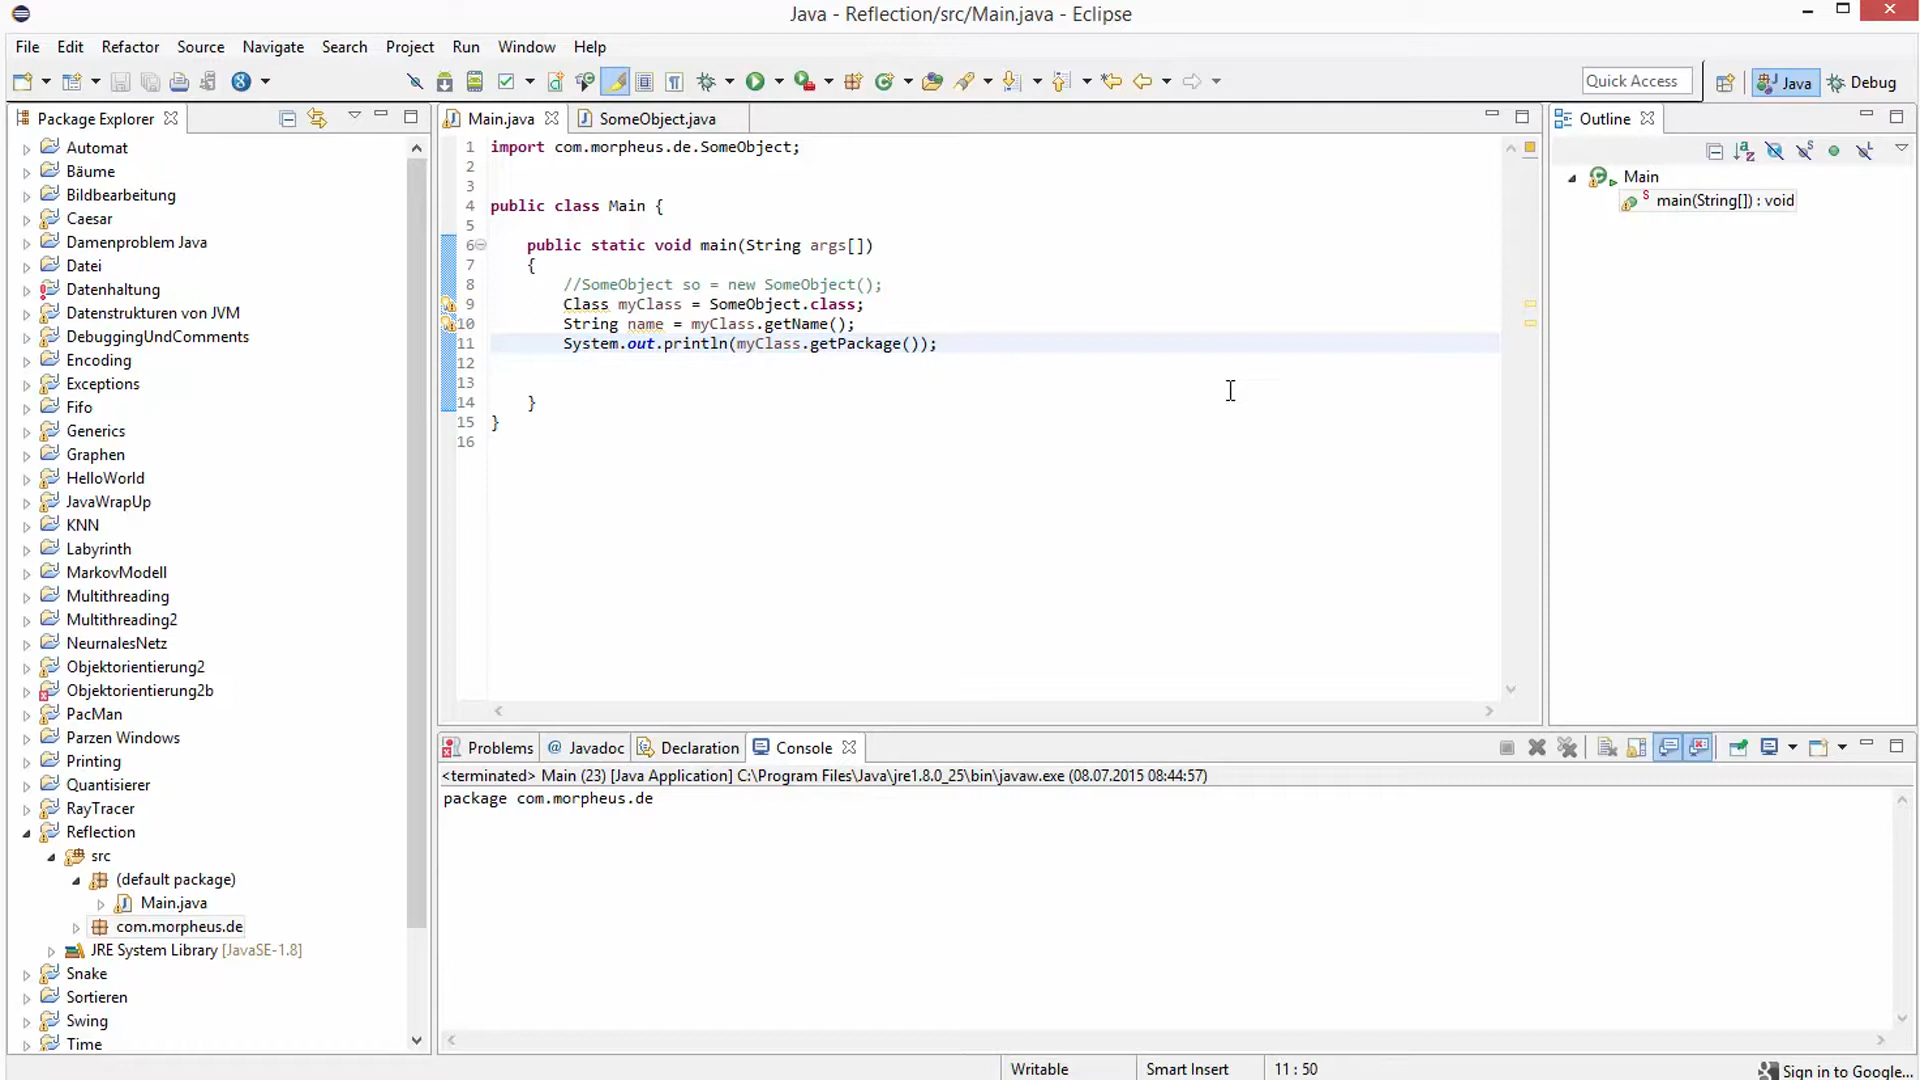 Java - Reflection/src/Main.java - Eclipse
File Edit Refactor Source Navigate Search Project Run Window Help
Quick Access
Java
Debug
Package Explorer
Automat
Bäume
Bildbearbeitung
Caesar
Damenproblem Java
Datei
Datenhaltung
Datenstrukturen von JVM
DebuggingUndComments
Encoding
Exceptions
Fifo
Generics
Graphen
HelloWorld
JavaWrapUp
KNN
Labyrinth
MarkovModell
Multithreading
Multithreading2
NeurnalesNetz
Objektorientierung2
Objektorientierung2b
PacMan
Parzen Windows
Printing
Quantisierer
RayTracer
Reflection
src
(default package)
Main.java
com.morpheus.de
JRE System Library [JavaSE-1.8]
Snake
Sortieren
Swing
Time
Main.java
SomeObject.java
1 import com.morpheus.de.SomeObject;
2
3
4 public class Main {
5
6 public static void main(String args[])
7 {
8 //SomeObject so = new SomeObject();
9 Class myClass = SomeObject.class;
10 String name = myClass.getName();
11 System.out.println(myClass.getPackage());
12
13
14 }
15 }
16
Outline
Main
main(String[]) : void
Problems @ Javadoc Declaration Console
<terminated> Main (23) [Java Application] C:\Program Files\Java\jre1.8.0_25\bin\javaw.exe (08.07.2015 08:44:57)
package com.morpheus.de
Writable
Smart Insert
11 : 50
Sign in to Google...